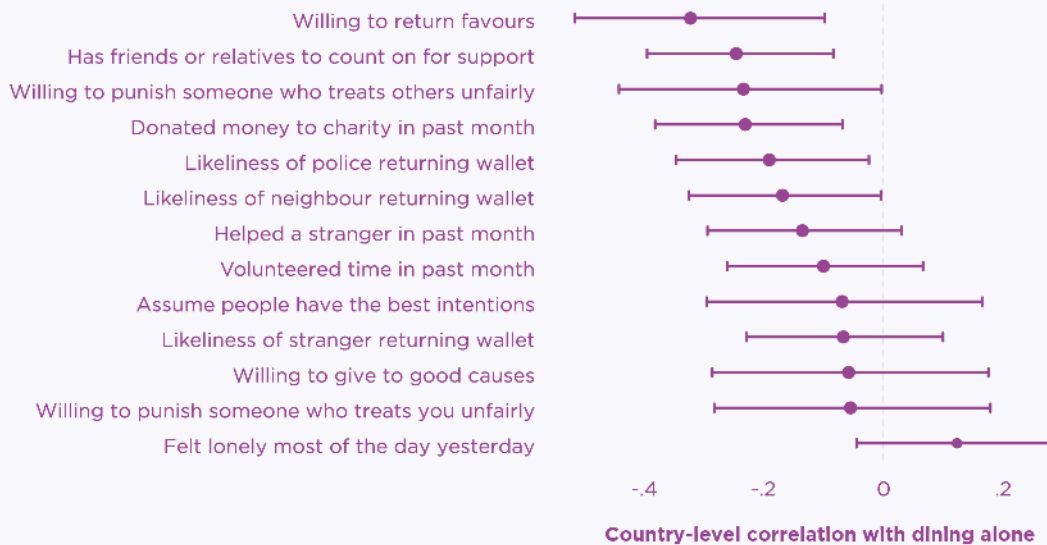 Willing to return favours
Has friends or relatives to count on for support
Willing to punish someone who treats others unfairly
Donated money to charity in past month
Likeliness of police returning wallet
Likeliness of neighbour returning wallet
Helped a stranger in past month
Volunteered time in past month
Assume people have the best intentions
Likeliness of stranger returning wallet
Willing to give to good causes
Willing to punish someone who treats you unfairly
Felt lonely most of the day yesterday
-.4 -.2 0 .2
Country-level correlation with dining alone